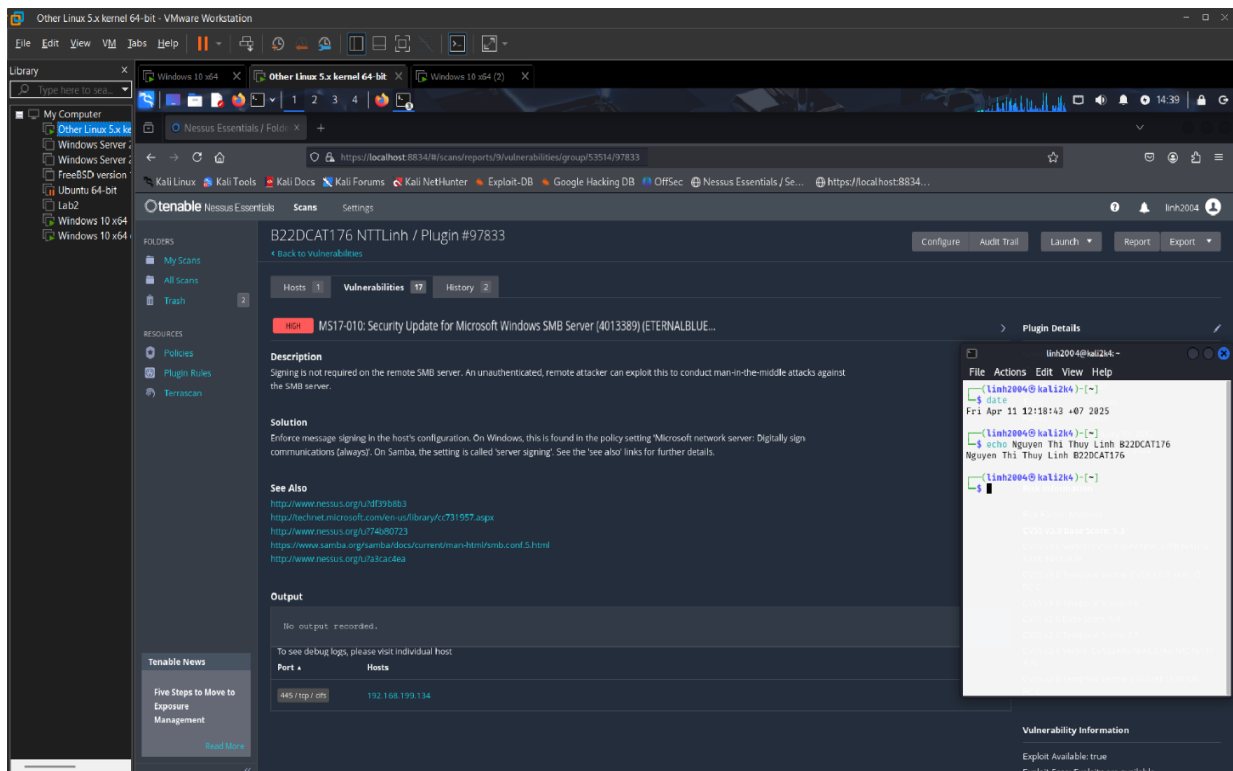 Other Linux 5.x kernel 64-bit - VMware Workstation
File Edit View VM Tabs Help
Library
Type here to sea...
My Computer
Other Linux 5.x ke
Windows Server 2
Windows Server 2
FreeBSD version
Ubuntu 64-bit
Lab2
Windows 10 x64
Windows 10 x64
Windows 10 x64
Other Linux 5.x kernel 64-bit
Windows 10 x64 (2)
1 2 3 4
14:39
Nessus Essentials / Folde
https://localhost:8834/#/scans/reports/9/vulnerabilities/group/53514/97833
Kali Linux Kali Tools Kali Docs Kali Forums Kali NetHunter Exploit-DB Google Hacking DB OffSec Nessus Essentials / Se... https://localhost:8834...
tenable Nessus Essentials Scans Settings linh2004
FOLDERS
My Scans
All Scans
Trash 2
RESOURCES
Policies
Plugin Rules
Terrascan
Tenable News
Five Steps to Move to
Exposure
Management
Read More
B22DCAT176 NTTLinh / Plugin #97833
Back to Vulnerabilities
Configure Audit Trail Launch Report Export
Hosts 1 Vulnerabilities 17 History 2
HIGH MS17-010: Security Update for Microsoft Windows SMB Server (4013389) (ETERNALBLUE...
Description
Signing is not required on the remote SMB server. An unauthenticated, remote attacker can exploit this to conduct man-in-the-middle attacks against
the SMB server.
Solution
Enforce message signing in the host's configuration. On Windows, this is found in the policy setting 'Microsoft network server: Digitally sign
communications (always)'. On Samba, the setting is called 'server signing'. See the 'see also' links for further details.
See Also
http://www.nessus.org/u?df39b8b3
http://technet.microsoft.com/en-us/library/cc731957.aspx
http://www.nessus.org/u?74b80723
https://www.samba.org/samba/docs/current/man-html/smb.conf.5.html
http://www.nessus.org/u?a3cac4ea
Output
No output recorded.
To see debug logs, please visit individual host
Port Hosts
445 / tcp / cifs 192.168.199.134
Plugin Details
linh2004@kali2k4: ~
File Actions Edit View Help
(linh2004㉿kali2k4)-[~]
$ date
Fri Apr 11 12:18:43 +07 2025
(linh2004㉿kali2k4)-[~]
$ echo Nguyen Thi Thuy Linh B22DCAT176
Nguyen Thi Thuy Linh B22DCAT176
(linh2004㉿kali2k4)-[~]
$
Vulnerability Information
Exploit Available: true